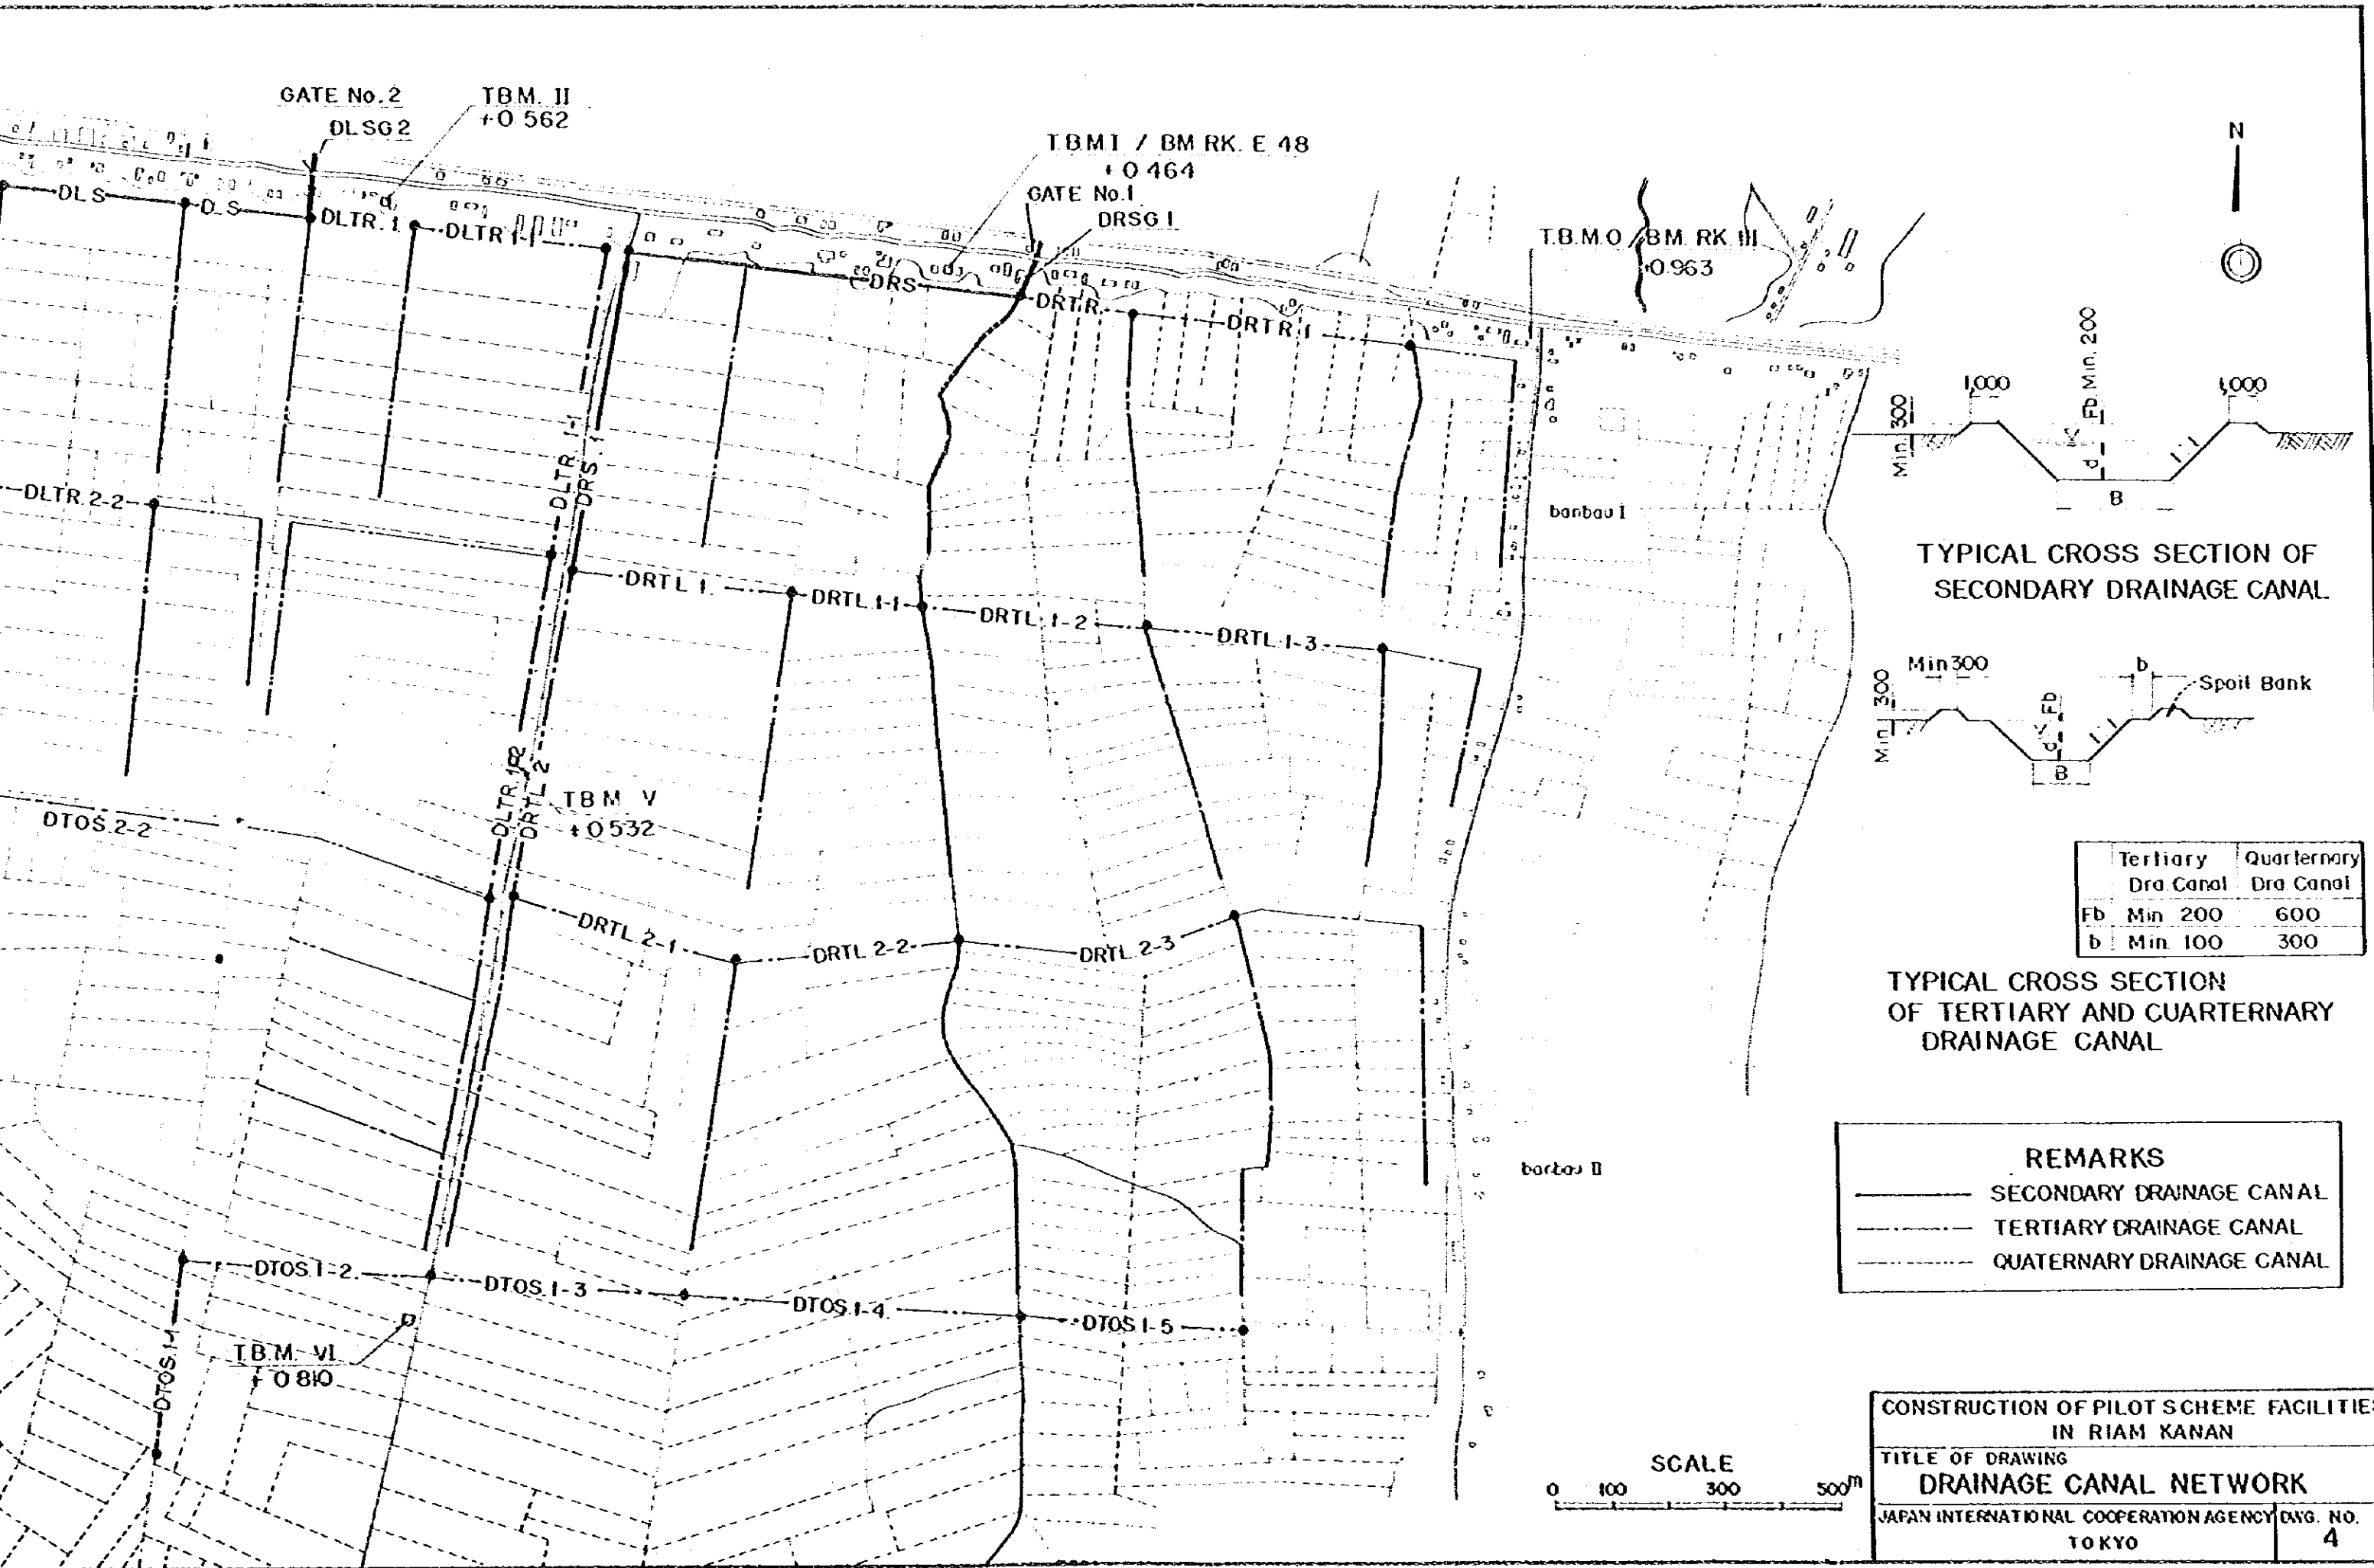 GATE No. 2
DLSG 2
T.B.M. II
+0.562
T.B.M I / BM RK. E 48
+0.464
GATE No.1
DRSG 1
T.B.M.O / BM. RK III
+0.963
N
DLS
DLS
DLTR. 1
DLTR 1-1
DRS
DRTR.
DRTR.1
DLTR 1-1
DRS 1
DLTR.2-2
DRTL 1.
DRTL.1-1
DRTL.1-2
DRTL.1-3
banbau I
DLTR.1-2
DRTL 2
T.B.M. V
+0.532
DTOS.2-2
DRTL 2-1
DRTL 2-2
DRTL 2-3
banbau II
DTOS.1-2
DTOS.1-3
DTOS.1-4
DTOS.1-5
DTOS.1-1
T.B.M. VI
+0.810
1,000
Fb.Min. 200
1,000
Min. 300
d
1:1
B
TYPICAL CROSS SECTION OF
SECONDARY DRAINAGE CANAL
Min 300
b
Spoil Bank
Min. 300
d
Fb
1:1
B
Tertiary Dra. Canal Quarternary Dra. Canal
Fb Min 200 600
b Min. 100 300
TYPICAL CROSS SECTION
OF TERTIARY AND CUARTERNARY
DRAINAGE CANAL
REMARKS
SECONDARY DRAINAGE CANAL
TERTIARY DRAINAGE CANAL
QUATERNARY DRAINAGE CANAL
SCALE
0 100 300 500m
CONSTRUCTION OF PILOT SCHEME FACILITIES
IN RIAM KANAN
TITLE OF DRAWING
DRAINAGE CANAL NETWORK
JAPAN INTERNATIONAL COOPERATION AGENCY
TOKYO
DWG. NO.
4